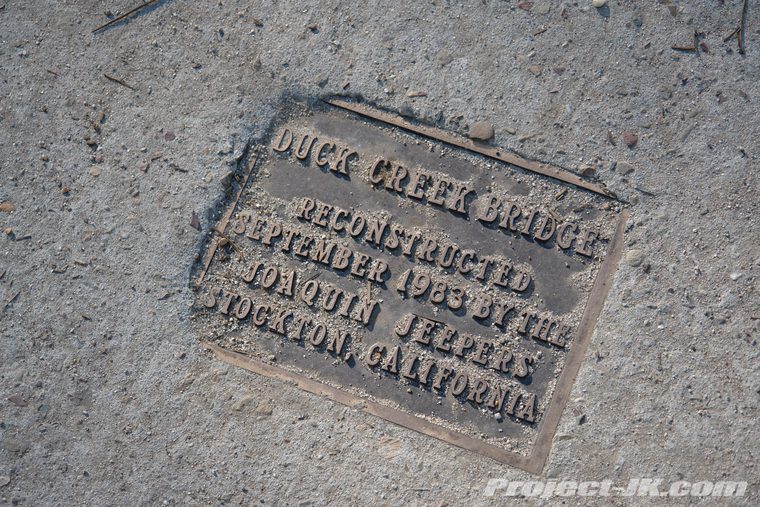 DUCK CREEK BRIDGE
RECONSTRUCTED
SEPTEMBER 1983 BY THE
JOAQUIN JEEPERS
STOCKTON, CALIFORNIA
Project-JK.com